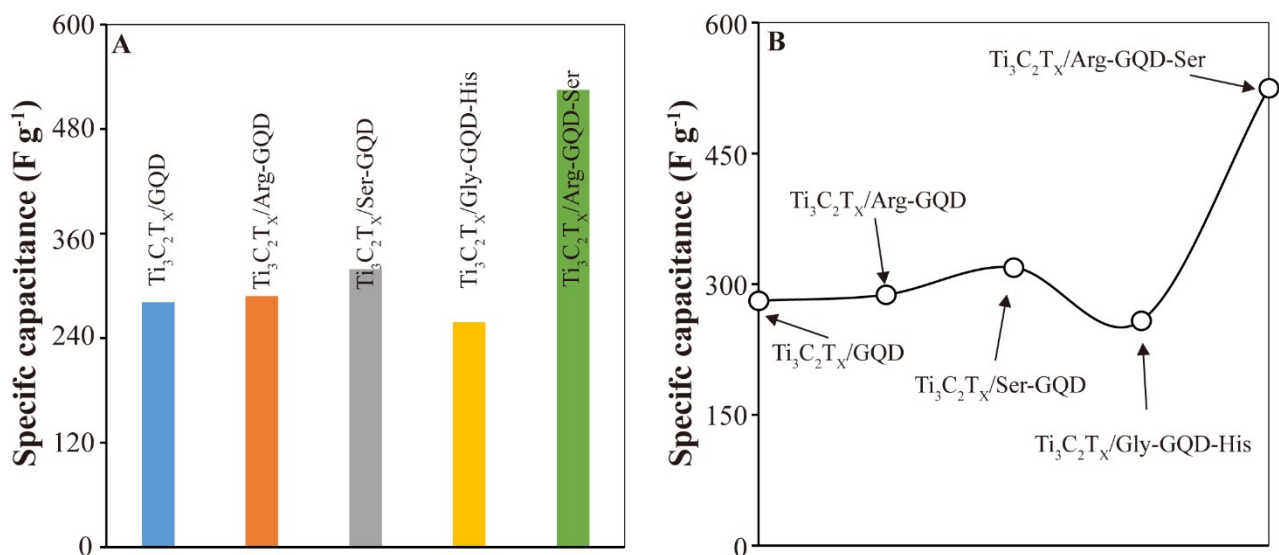 A
Specifc capacitance (F g⁻¹)
600
480
360
240
120
0
Ti₃C₂Tₓ/GQD
Ti₃C₂Tₓ/Arg-GQD
Ti₃C₂Tₓ/Ser-GQD
Ti₃C₂Tₓ/Gly-GQD-His
Ti₃C₂Tₓ/Arg-GQD-Ser
B
Specifc capacitance (F g⁻¹)
600
450
300
150
0
Ti₃C₂Tₓ/Arg-GQD-Ser
Ti₃C₂Tₓ/Arg-GQD
Ti₃C₂Tₓ/GQD
Ti₃C₂Tₓ/Ser-GQD
Ti₃C₂Tₓ/Gly-GQD-His